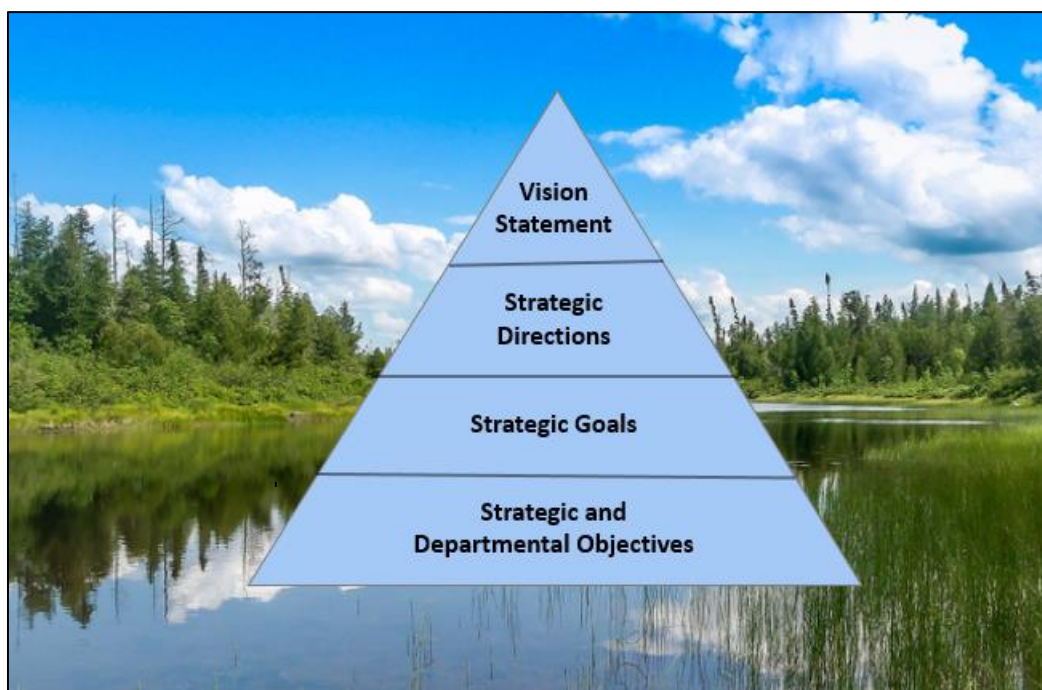 Vision
Statement
Strategic
Directions
Strategic Goals
Strategic and
Departmental Objectives